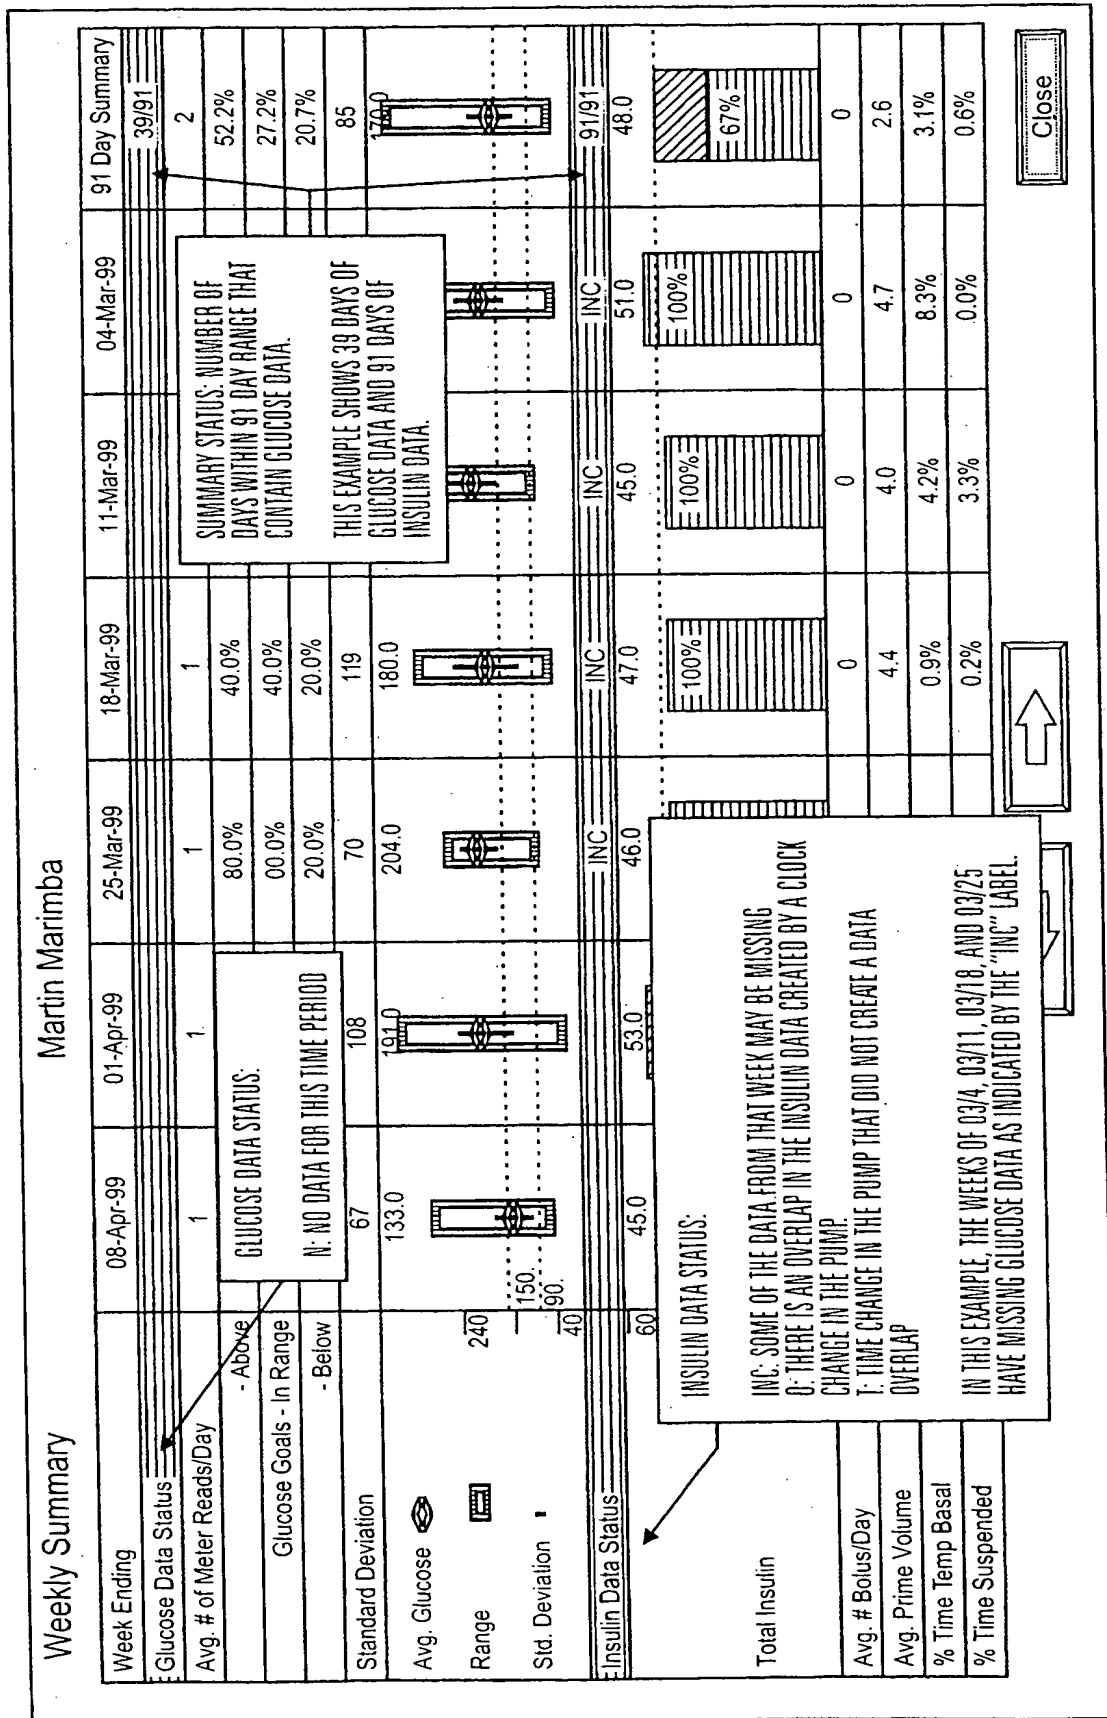 Weekly Summary
Martin Marimba
Week Ending 08-Apr-99 01-Apr-99 25-Mar-99 18-Mar-99 11-Mar-99 04-Mar-99 91 Day Summary
Glucose Data Status 39/91
Avg. # of Meter Reads/Day 1 1 1 1 2
- Above 80.0% 40.0% 52.2%
Glucose Goals - In Range 00.0% 40.0% 27.2%
- Below 20.0% 20.0% 20.7%
Standard Deviation 67 108 70 119 85
133.0 191.0 204.0 180.0 170.0
Avg. Glucose
Range
Std. Deviation
240
150.
90.
40
GLUCOSE DATA STATUS:
N: NO DATA FOR THIS TIME PERIOD
SUMMARY STATUS: NUMBER OF
DAYS WITHIN 91 DAY RANGE THAT
CONTAIN GLUCOSE DATA.
THIS EXAMPLE SHOWS 39 DAYS OF
GLUCOSE DATA AND 91 DAYS OF
INSULIN DATA.
Insulin Data Status INC INC INC INC 91/91
45.0 53.0 46.0 47.0 45.0 51.0 48.0
60
Total Insulin 100% 100% 100% 67%
Avg. # Bolus/Day 0 0 0 0
Avg. Prime Volume 4.4 4.0 4.7 2.6
% Time Temp Basal 0.9% 4.2% 8.3% 3.1%
% Time Suspended 0.2% 3.3% 0.0% 0.6%
INSULIN DATA STATUS:
INC: SOME OF THE DATA FROM THAT WEEK MAY BE MISSING
O: THERE IS AN OVERLAP IN THE INSULIN DATA CREATED BY A CLOCK
CHANGE IN THE PUMP.
T: TIME CHANGE IN THE PUMP THAT DID NOT CREATE A DATA
OVERLAP
IN THIS EXAMPLE, THE WEEKS OF 03/4, 03/11, 03/18, AND 03/25
HAVE MISSING GLUCOSE DATA AS INDICATED BY THE "INC" LABEL.
Close